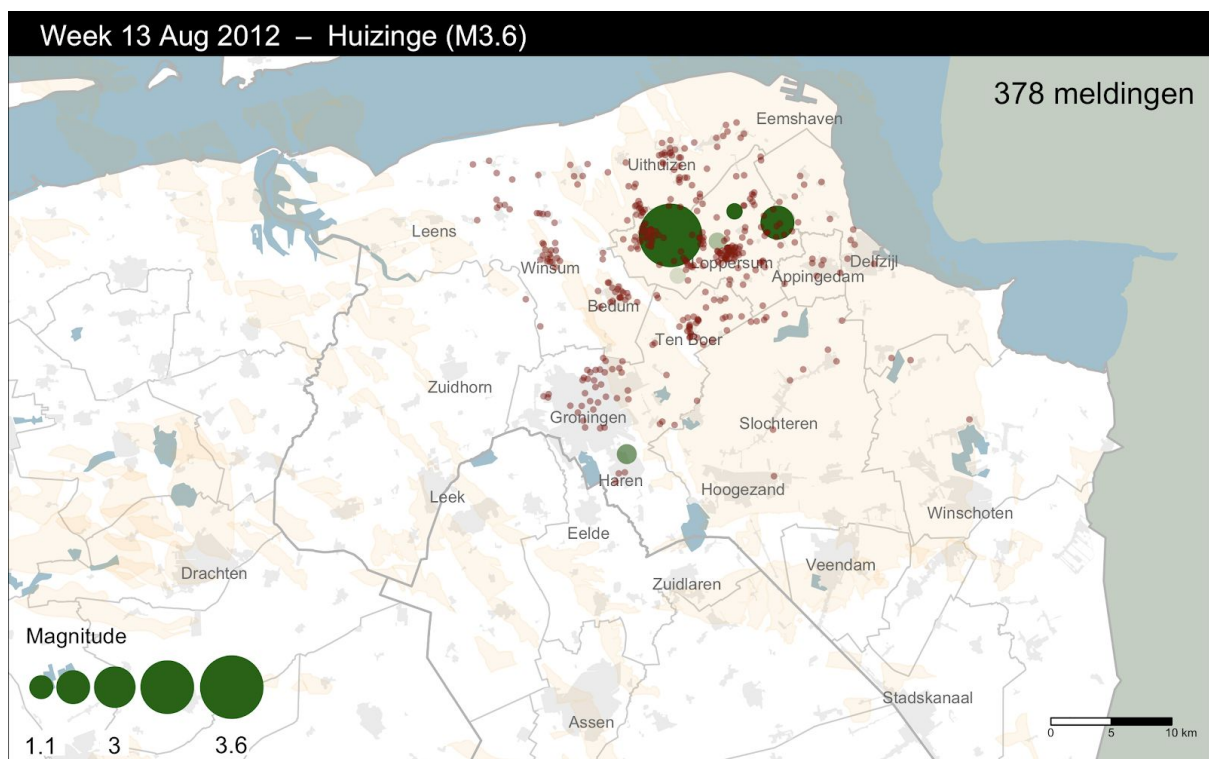 Week 13 Aug 2012 – Huizinge (M3.6)
378 meldingen
Eemshaven
Uithuizen
Leens
Winsum
Loppersum
Delfzijl
Appingedam
Bedum
Ten Boer
Zuidhorn
Groningen
Slochteren
Haren
Hoogezand
Leek
Winschoten
Eelde
Drachten
Veendam
Zuidlaren
Magnitude
Stadskanaal
Assen
1.1 3 3.6
0 5 10 km